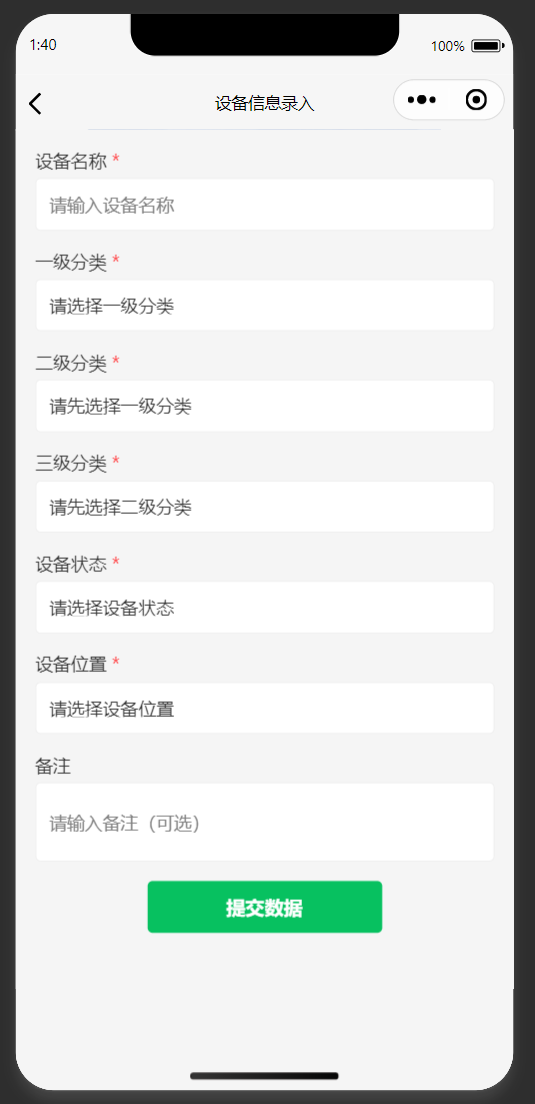 1:40
100%
设备信息录入
设备名称 *
请输入设备名称
一级分类 *
请选择一级分类
二级分类 *
请先选择一级分类
三级分类 *
请先选择二级分类
设备状态 *
请选择设备状态
设备位置 *
请选择设备位置
备注
请输入备注（可选）
提交数据